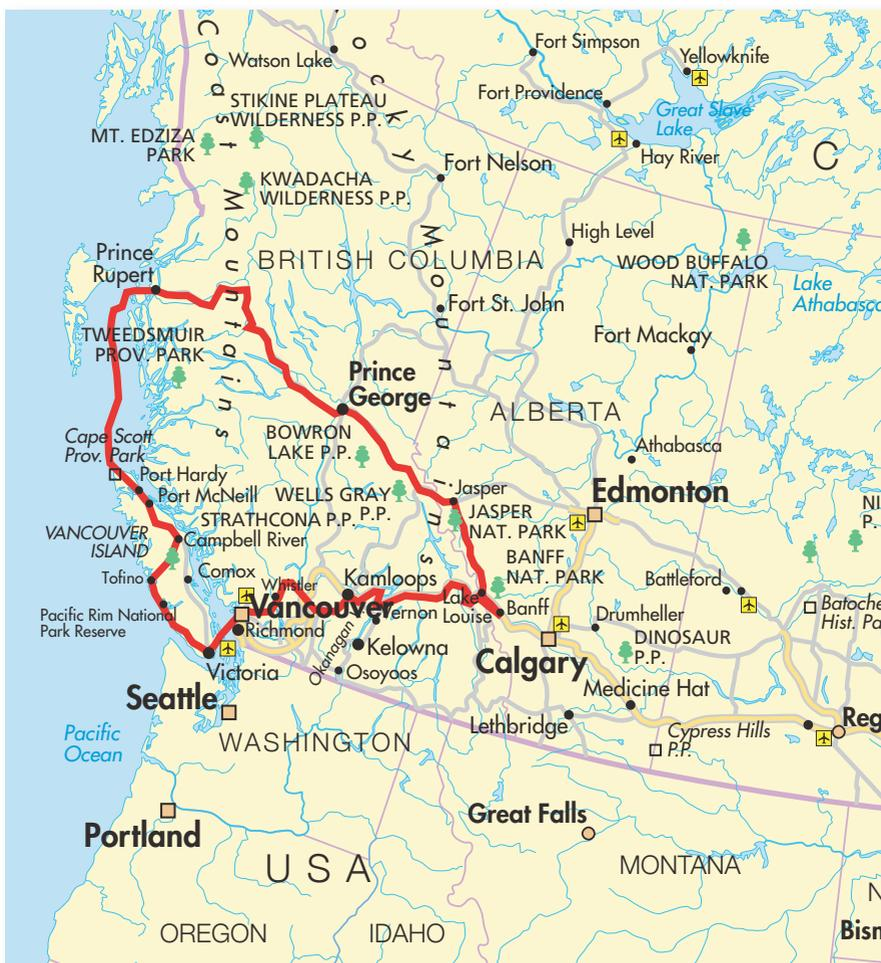 Coast Mountains
Rocky Mountains
Watson Lake
Fort Simpson
Yellowknife
Fort Providence
Great Slave
Lake
STIKINE PLATEAU
WILDERNESS P.P.
MT. EDZIZA
PARK
Hay River
C
Fort Nelson
KWADACHA
WILDERNESS P.P.
High Level
Prince
Rupert
BRITISH COLUMBIA
WOOD BUFFALO
NAT. PARK
Lake
Athabasca
Fort St. John
TWEEDSMUIR
PROV. PARK
Fort Mackay
Prince
George
ALBERTA
BOWRON
LAKE P.P.
Cape Scott
Prov. Park
Athabasca
Port Hardy
Port McNeill
WELLS GRAY
P.P.
Jasper
Edmonton
JASPER
NAT. PARK
NI
P.
STRATHCONA P.P.
VANCOUVER
ISLAND
Campbell River
BANFF
NAT. PARK
Tofino
Comox
Whistler
Kamloops
Battleford
Pacific Rim National
Park Reserve
Vancouver
Vernon
Lake
Louise
Banff
Drumheller
Batoche
Hist. Pa
Richmond
Okanagan
Kelowna
DINOSAUR
P.P.
Calgary
Victoria
Osoyoos
Seattle
Medicine Hat
Lethbridge
Cypress Hills
P.P.
Reg
Pacific
Ocean
WASHINGTON
Portland
Great Falls
USA
MONTANA
N
OREGON
IDAHO
Bism